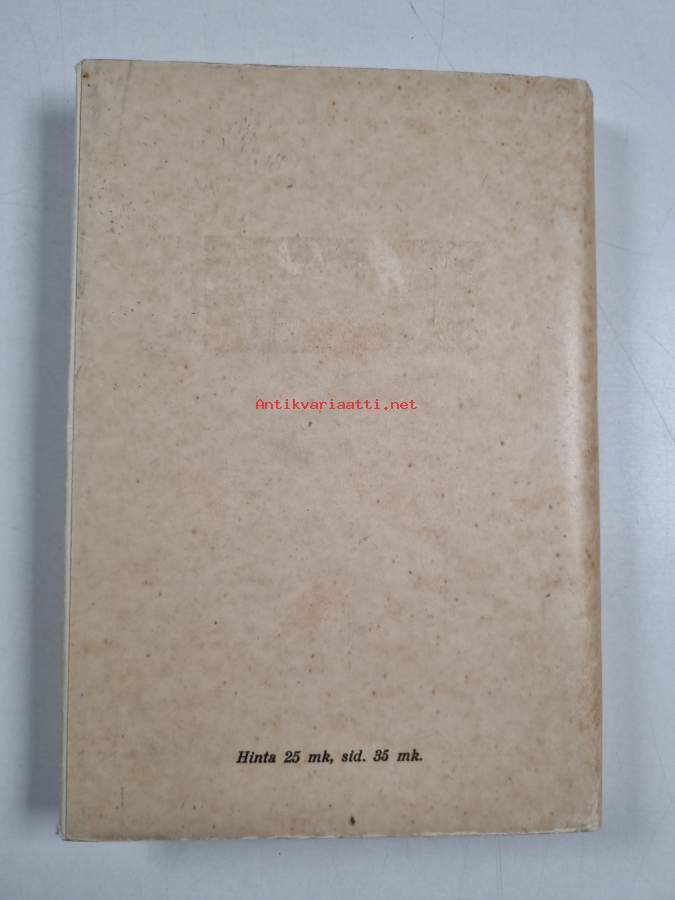 Antikvariaatti.net
Hinta 25 mk, sid. 35 mk.